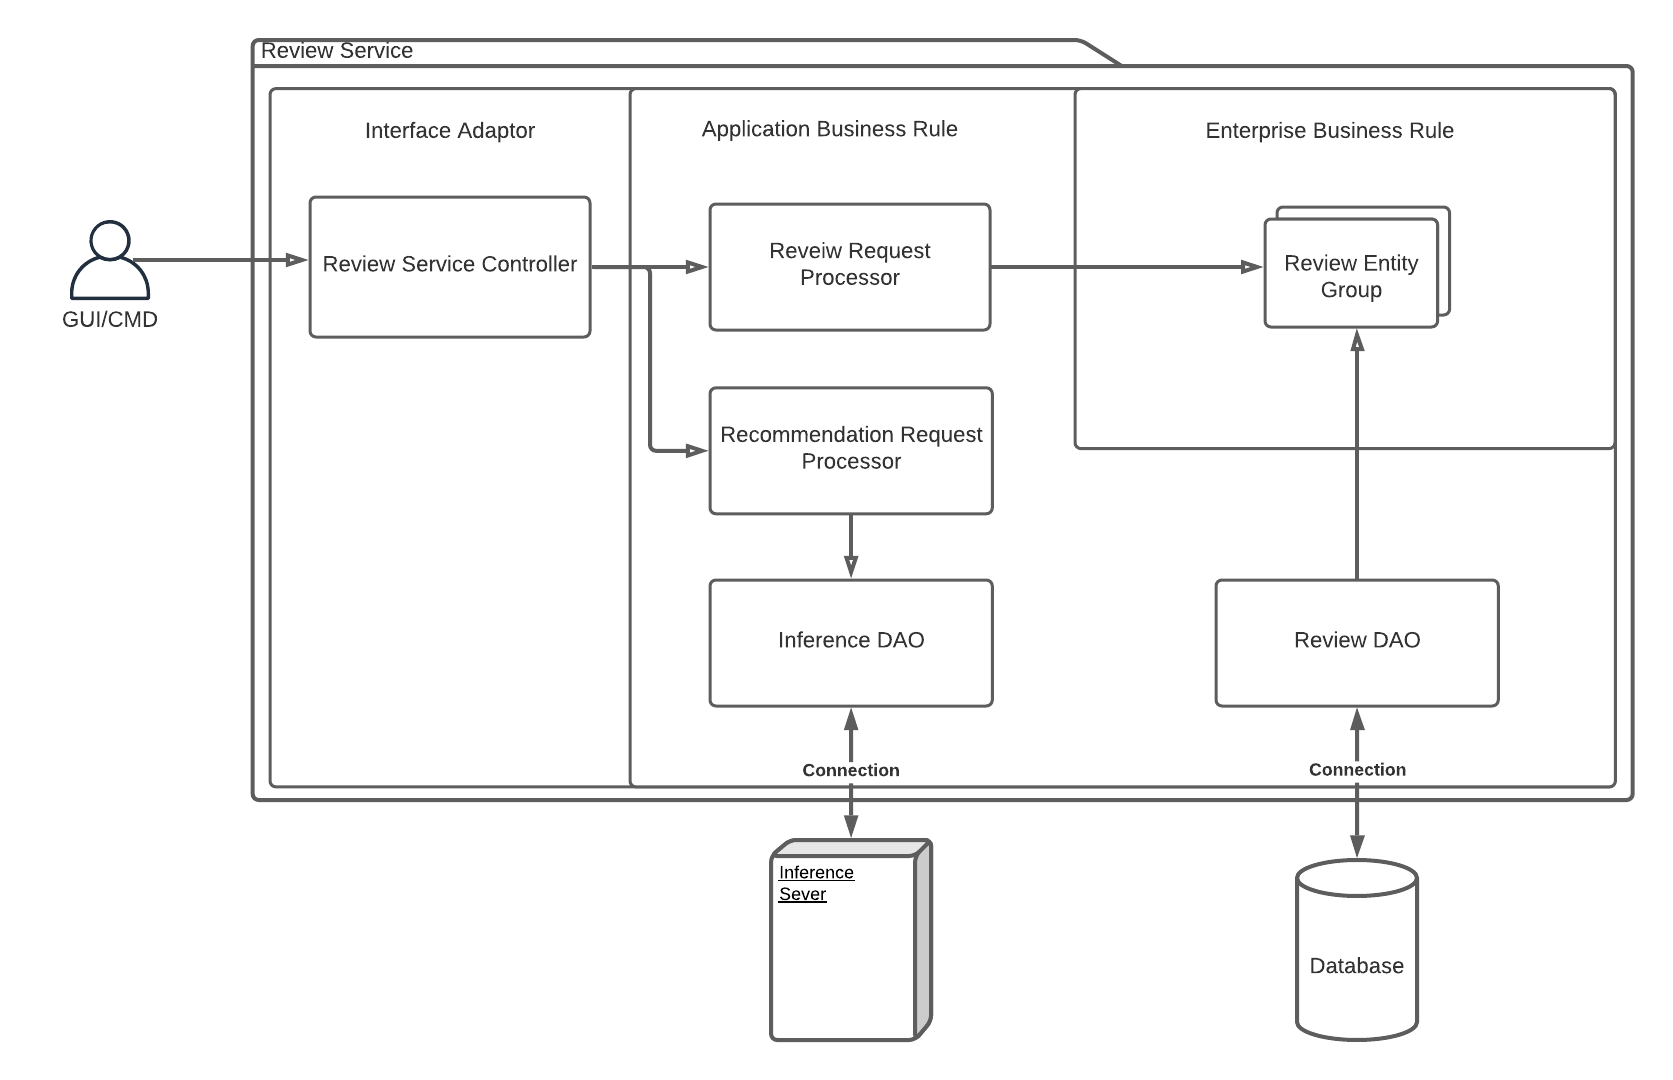 Review Service
Interface Adaptor
Application Business Rule
Enterprise Business Rule
GUI/CMD
Review Service Controller
Reveiw Request
Processor
Review Entity
Group
Recommendation Request
Processor
Inference DAO
Review DAO
Connection
Connection
Inference
Sever
Database